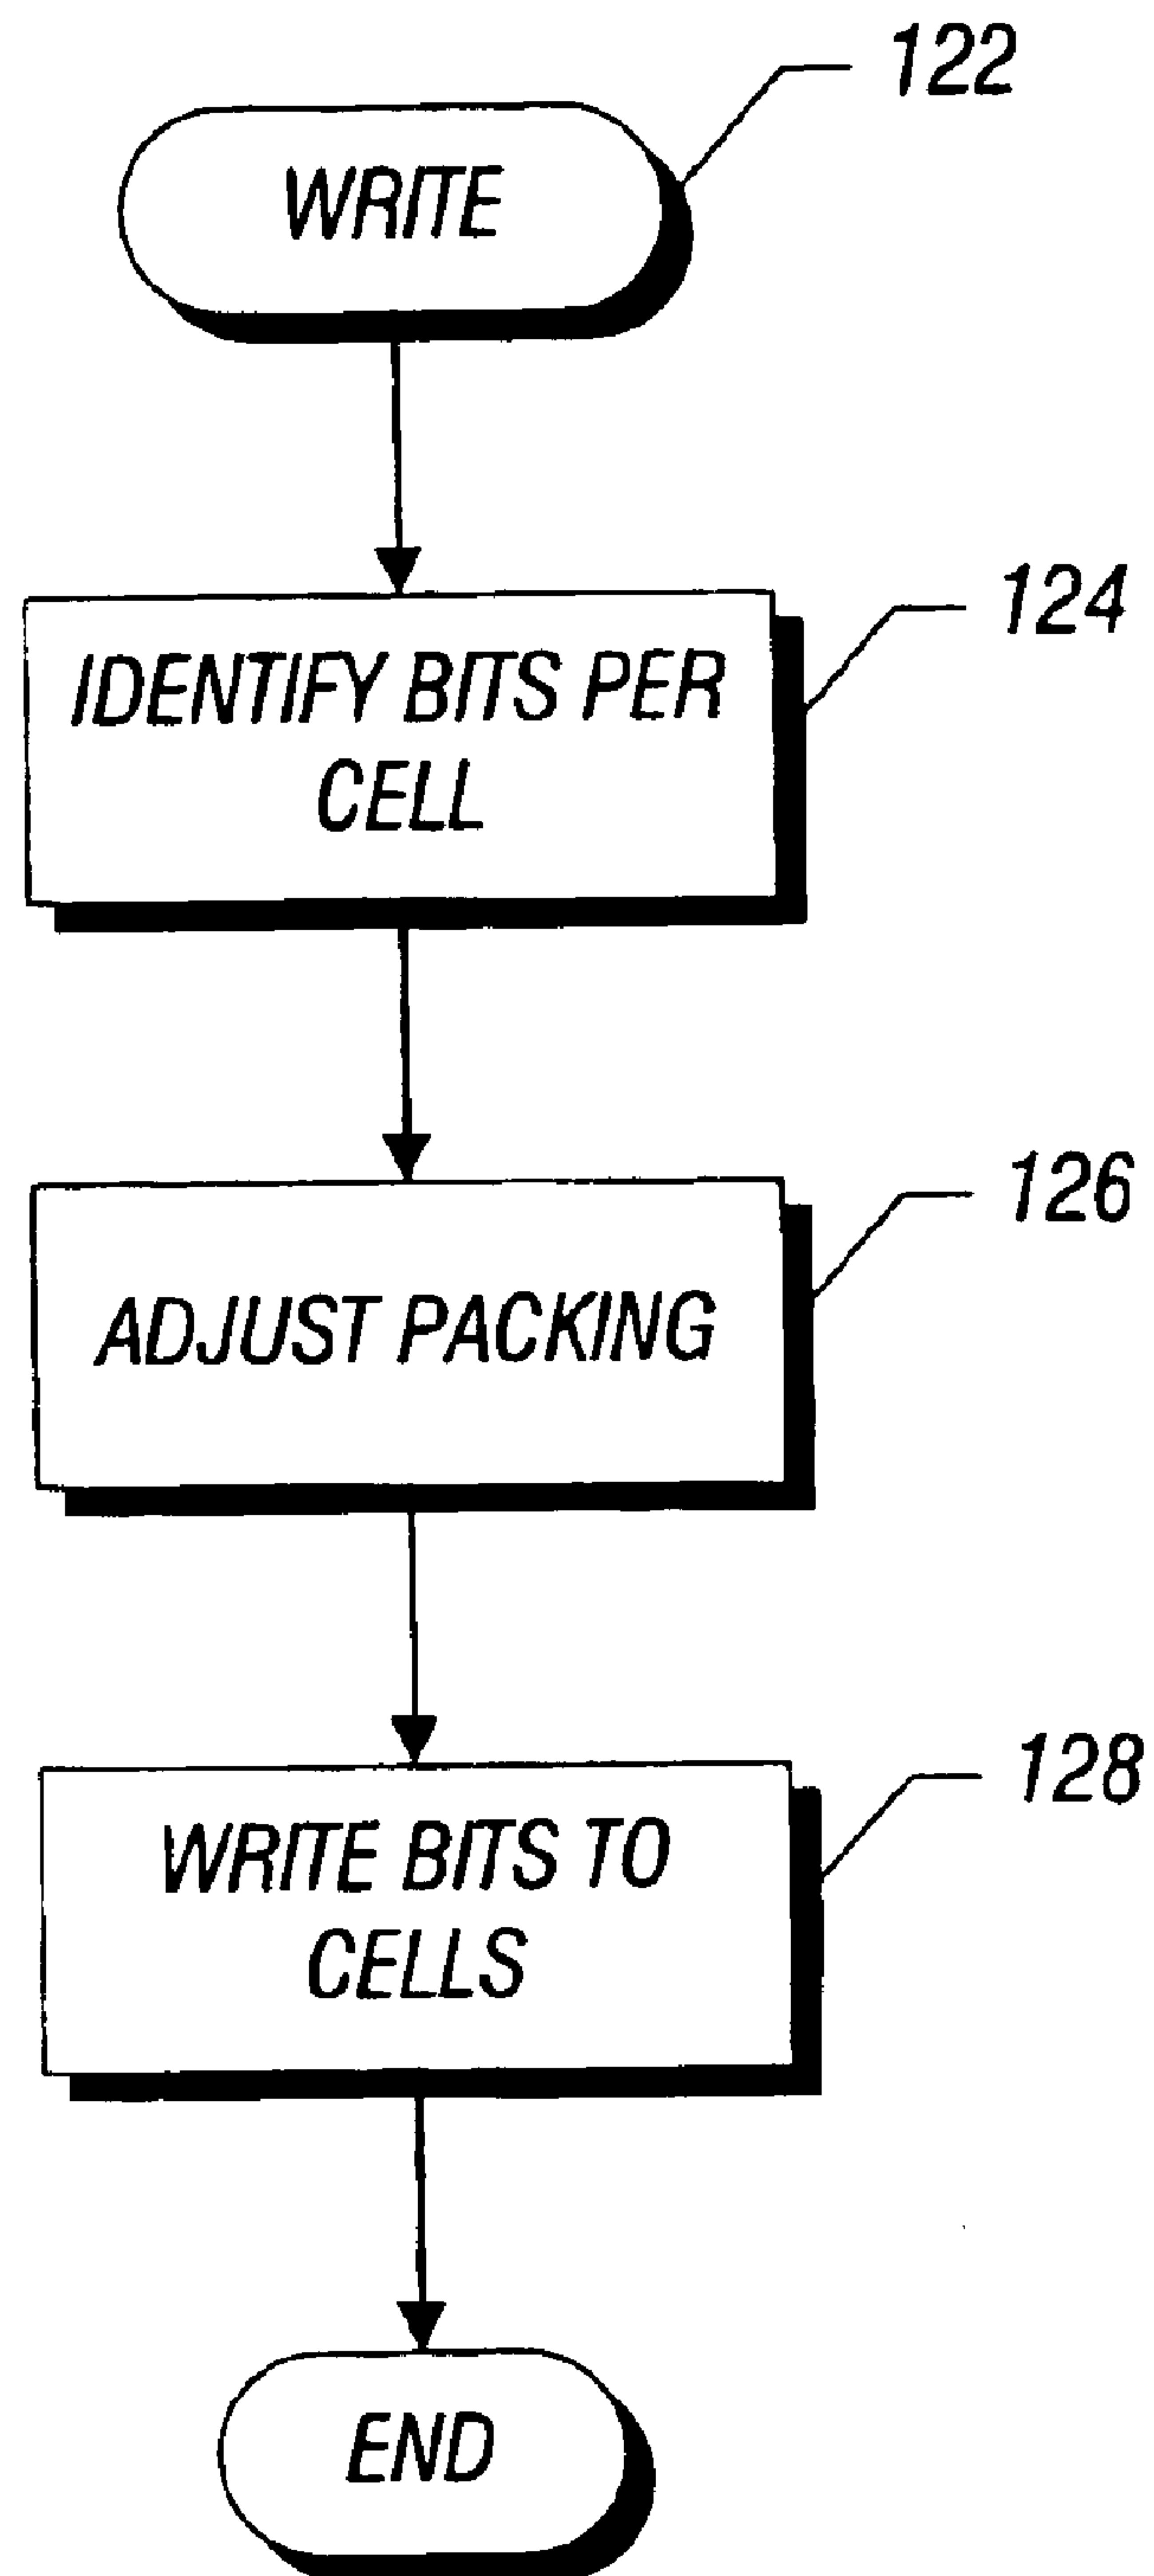 122
WRITE
124
IDENTIFY BITS PER
CELL
126
ADJUST PACKING
128
WRITE BITS TO
CELLS
END